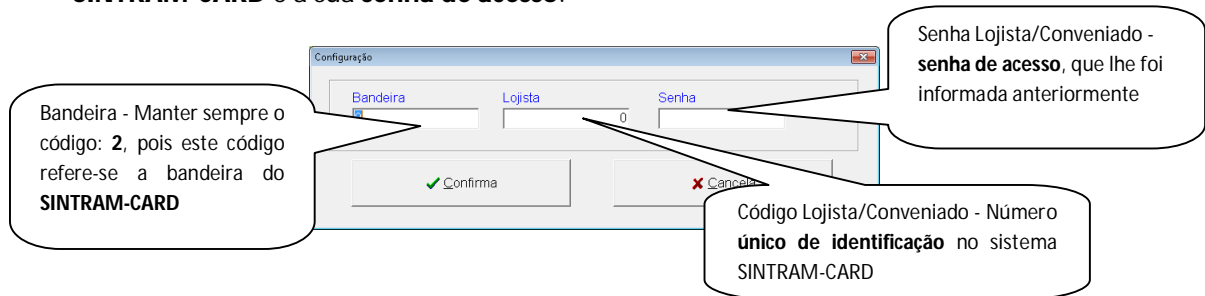 SINTRAM-CARD e a sua senha de acesso.
Senha Lojista/Conveniado -
senha de acesso, que lhe foi
informada anteriormente
Configuração
Bandeira
Lojista
Senha
2
0
Bandeira - Manter sempre o
código: 2, pois este código
refere-se a bandeira do
SINTRAM-CARD
Confirma
Cancela
Código Lojista/Conveniado - Número
único de identificação no sistema
SINTRAM-CARD